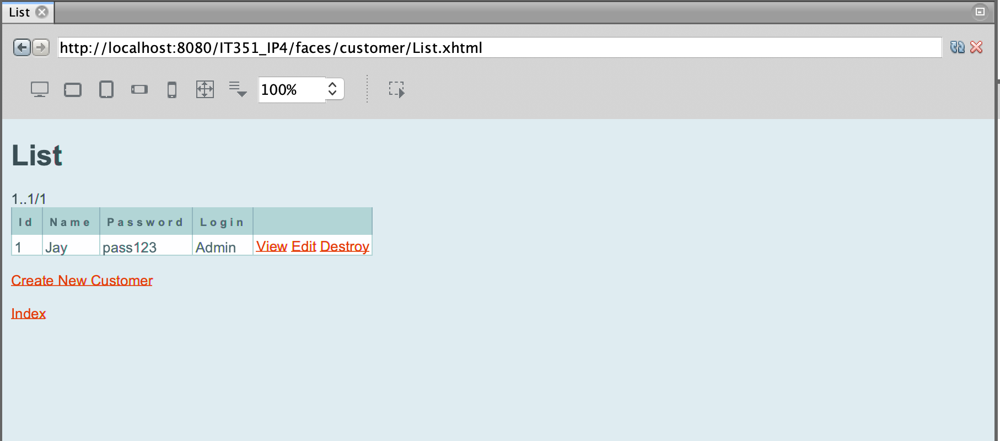 List
http://localhost:8080/IT351_IP4/faces/customer/List.xhtml
100%
List
1..1/1
Id Name Password Login
1 Jay pass123 Admin View Edit Destroy
Create New Customer
Index